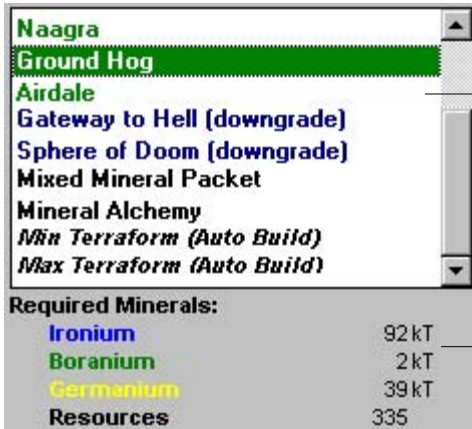 Naagra
Ground Hog
Airdale
Gateway to Hell (downgrade)
Sphere of Doom (downgrade)
Mixed Mineral Packet
Mineral Alchemy
Min Terraform (Auto Build)
Max Terraform (Auto Build)
Required Minerals:
Ironium 92kT
Boranium 2kT
Germanium 39kT
Resources 335